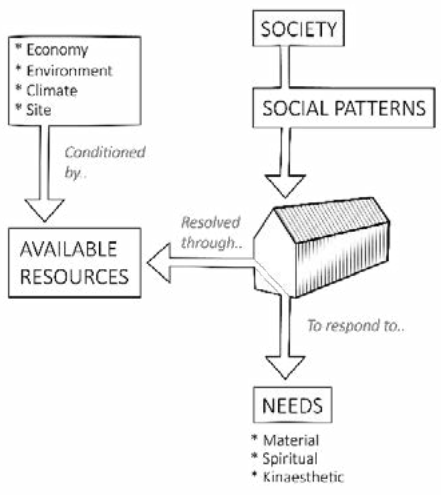 * Economy
* Environment
* Climate
* Site
Conditioned
by..
AVAILABLE
RESOURCES
SOCIETY
SOCIAL PATTERNS
Resolved
through..
To respond to..
NEEDS
* Material
* Spiritual
* Kinaesthetic